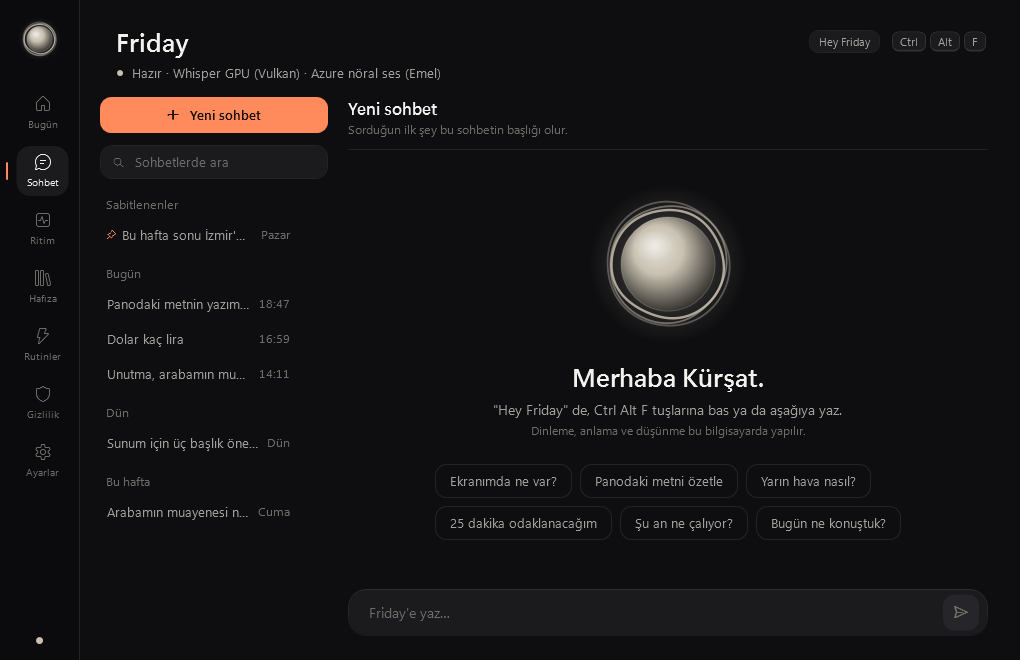 Friday
Hey Friday Ctrl Alt F
Hazır · Whisper GPU (Vulkan) · Azure nöral ses (Emel)
Bugün
Sohbet
Ritim
Hafıza
Rutinler
Gizlilik
Ayarlar
Yeni sohbet
Sohbetlerde ara
Sabitlenenler
Bu hafta sonu İzmir'... Pazar
Bugün
Panodaki metnin yazım... 18:47
Dolar kaç lira 16:59
Unutma, arabamın mu... 14:11
Dün
Sunum için üç başlık öne... Dün
Bu hafta
Arabamın muayenesi n... Cuma
Yeni sohbet
Sorduğun ilk şey bu sohbetin başlığı olur.
Merhaba Kürşat.
"Hey Friday" de, Ctrl Alt F tuşlarına bas ya da aşağıya yaz.
Dinleme, anlama ve düşünme bu bilgisayarda yapılır.
Ekranımda ne var? Panodaki metni özetle Yarın hava nasıl?
25 dakika odaklanacağım Şu an ne çalıyor? Bugün ne konuştuk?
Friday'e yaz...